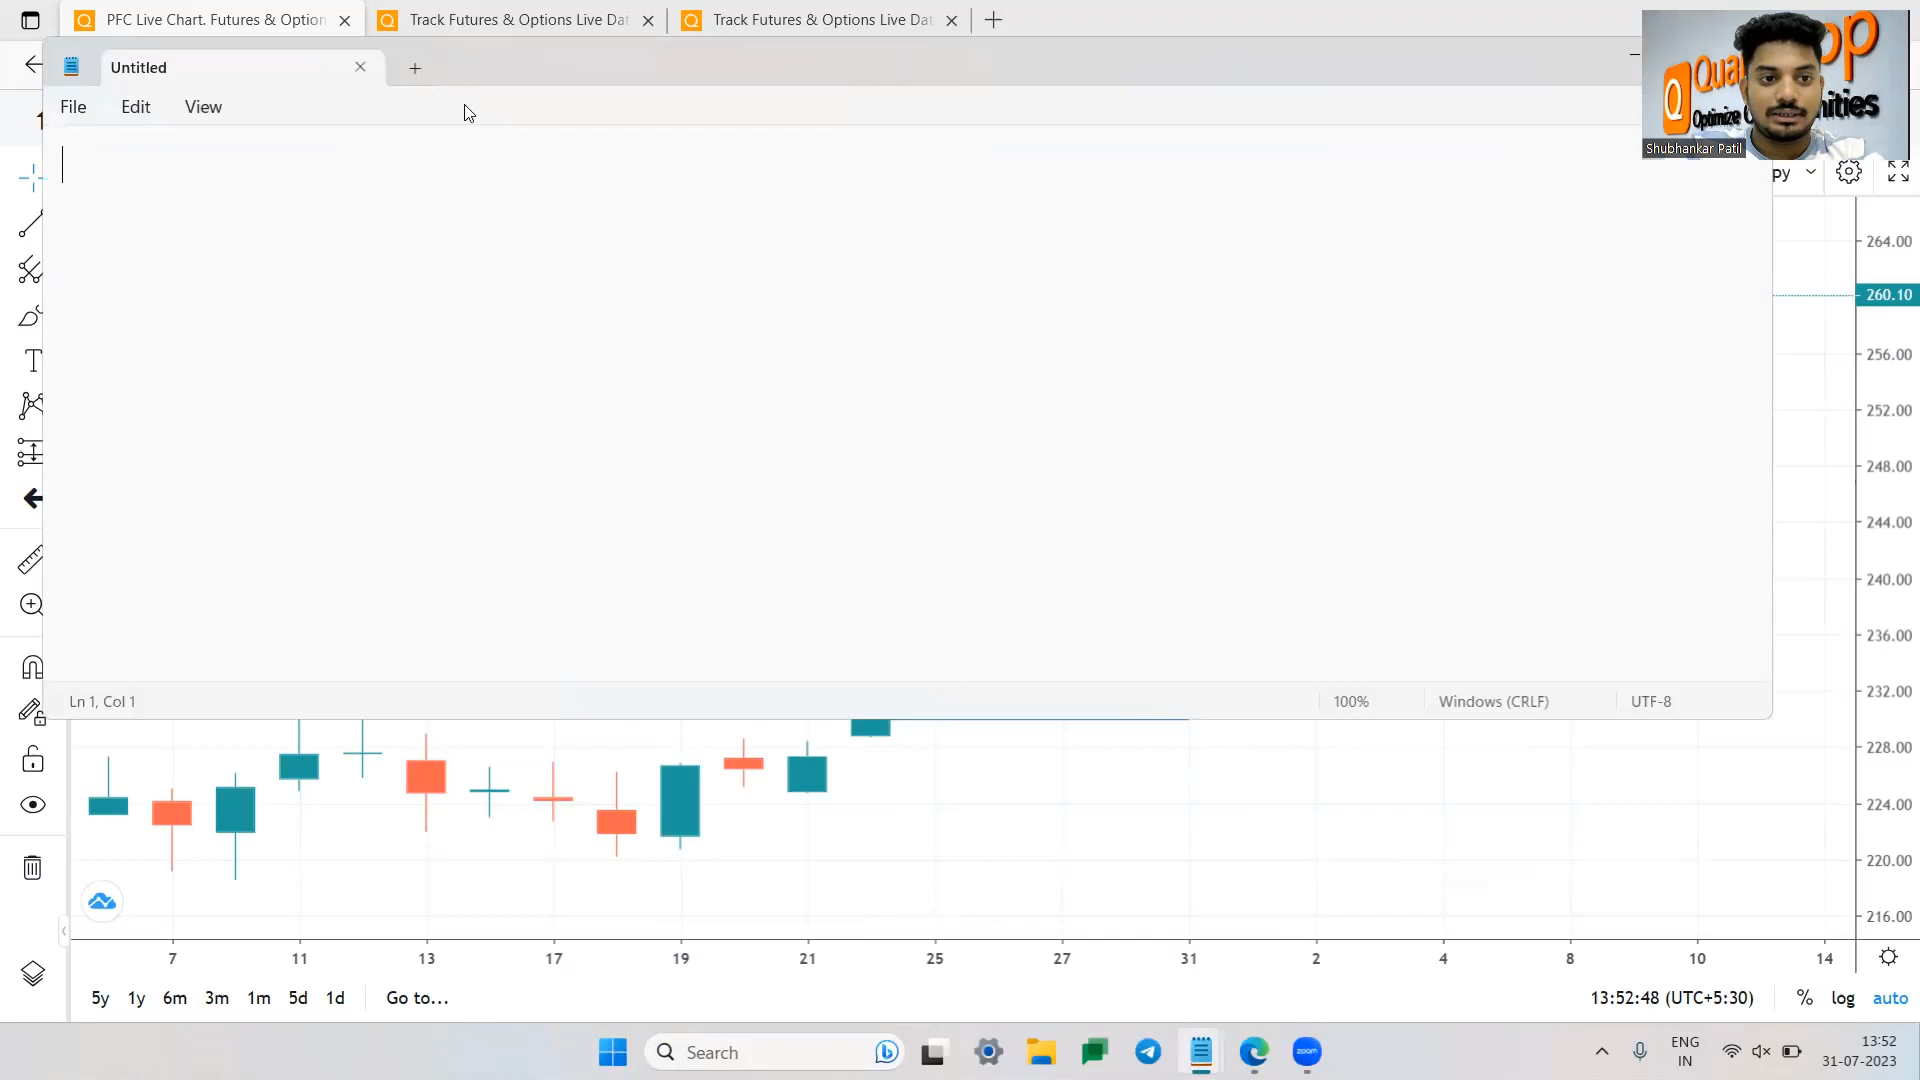 PFC Live Chart. Futures & Option
Track Futures & Options Live Dat
Track Futures & Options Live Dat
Untitled
File Edit View
Optimize
Shubhankar Patil
py
264.00
260.10
256.00
252.00
248.00
244.00
240.00
236.00
232.00
228.00
224.00
220.00
216.00
Ln 1, Col 1
100%
Windows (CRLF)
UTF-8
7 11 13 17 19 21 25 27 31 2 4 8 10 14
5y 1y 6m 3m 1m 5d 1d Go to...
13:52:48 (UTC+5:30) % log auto
Search
zoom
ENG
IN
13:52
31-07-2023